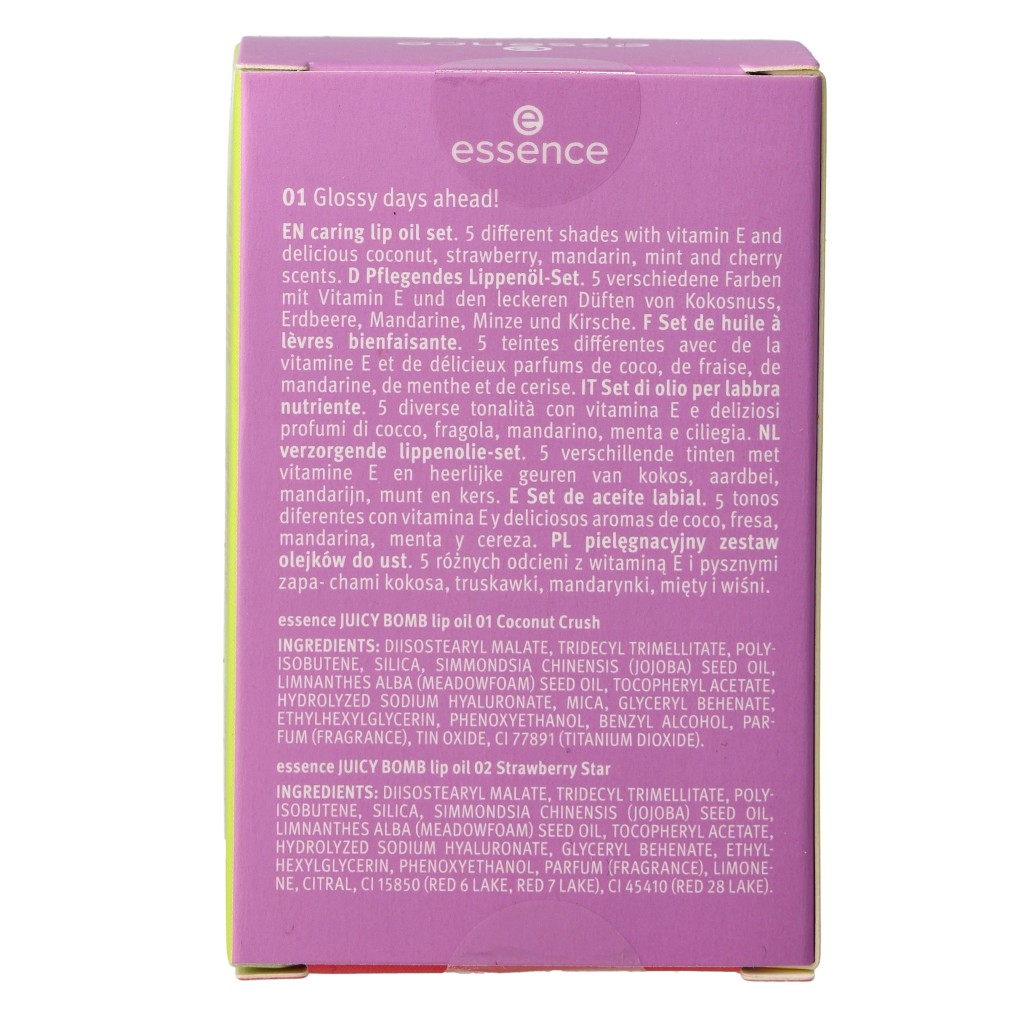 essence
e
essence
01 Glossy days ahead!
EN caring lip oil set. 5 different shades with vitamin E and
delicious coconut, strawberry, mandarin, mint and cherry
scents. D Pflegendes Lippenöl-Set. 5 verschiedene Farben
mit Vitamin E und den leckeren Düften von Kokosnuss,
Erdbeere, Mandarine, Minze und Kirsche. F Set de huile à
lèvres bienfaisante. 5 teintes différentes avec de la
vitamine E et de délicieux parfums de coco, de fraise, de
mandarine, de menthe et de cerise. IT Set di olio per labbra
nutriente. 5 diverse tonalità con vitamina E e deliziosi
profumi di cocco, fragola, mandarino, menta e ciliegia. NL
verzorgende lippenolie-set. 5 verschillende tinten met
vitamine E en heerlijke geuren van kokos, aardbei,
mandarijn, munt en kers. E Set de aceite labial. 5 tonos
diferentes con vitamina E y deliciosos aromas de coco, fresa,
mandarina, menta y cereza. PL pielęgnacyjny zestaw
olejków do ust. 5 różnych odcieni z witaminą E i pysznymi
zapa- chami kokosa, truskawki, mandarynki, mięty i wiśni.
essence JUICY BOMB lip oil 01 Coconut Crush
INGREDIENTS: DIISOSTEARYL MALATE, TRIDECYL TRIMELLITATE, POLY-
ISOBUTENE, SILICA, SIMMONDSIA CHINENSIS (JOJOBA) SEED OIL,
LIMNANTHES ALBA (MEADOWFOAM) SEED OIL, TOCOPHERYL ACETATE,
HYDROLYZED SODIUM HYALURONATE, MICA, GLYCERYL BEHENATE,
ETHYLHEXYLGLYCERIN, PHENOXYETHANOL, BENZYL ALCOHOL, PAR-
FUM (FRAGRANCE), TIN OXIDE, CI 77891 (TITANIUM DIOXIDE).
essence JUICY BOMB lip oil 02 Strawberry Star
INGREDIENTS: DIISOSTEARYL MALATE, TRIDECYL TRIMELLITATE, POLY-
ISOBUTENE, SILICA, SIMMONDSIA CHINENSIS (JOJOBA) SEED OIL,
LIMNANTHES ALBA (MEADOWFOAM) SEED OIL, TOCOPHERYL ACETATE,
HYDROLYZED SODIUM HYALURONATE, GLYCERYL BEHENATE, ETHYL-
HEXYLGLYCERIN, PHENOXYETHANOL, PARFUM (FRAGRANCE), LIMONE-
NE, CITRAL, CI 15850 (RED 6 LAKE, RED 7 LAKE), CI 45410 (RED 28 LAKE).